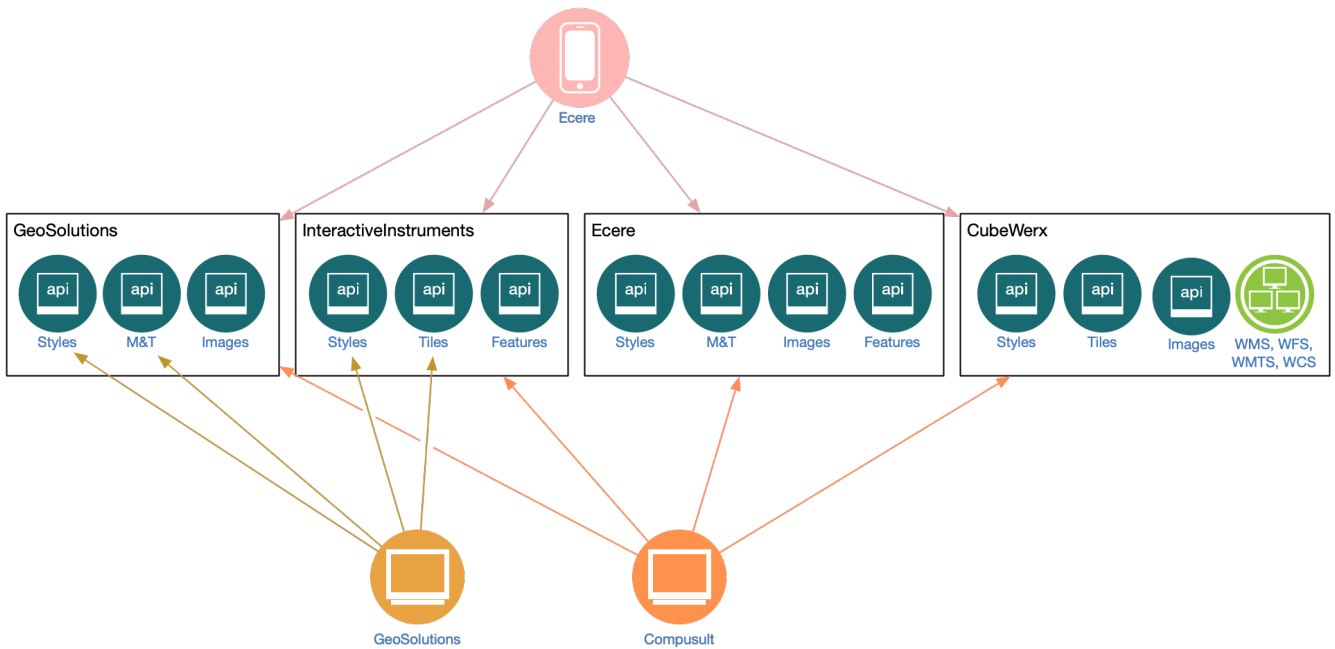 Ecere
GeoSolutions
InteractiveInstruments
Ecere
CubeWerx
api
api
api
api
api
api
api
api
api
api
api
api
api
Styles
M&T
Images
Styles
Tiles
Features
Styles
M&T
Images
Features
Styles
Tiles
Images
WMS, WFS,
WMTS, WCS
GeoSolutions
Compusult